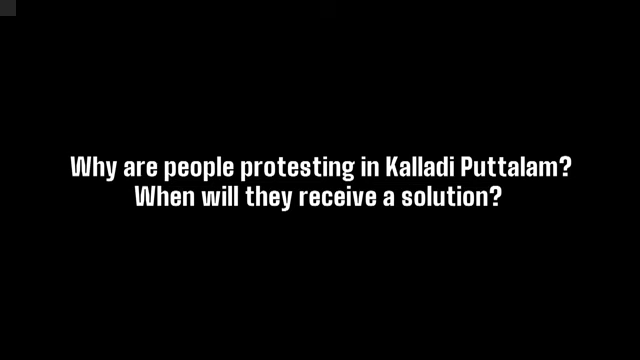 Why are people protesting in Kalladi Puttalam?
When will they receive a solution?